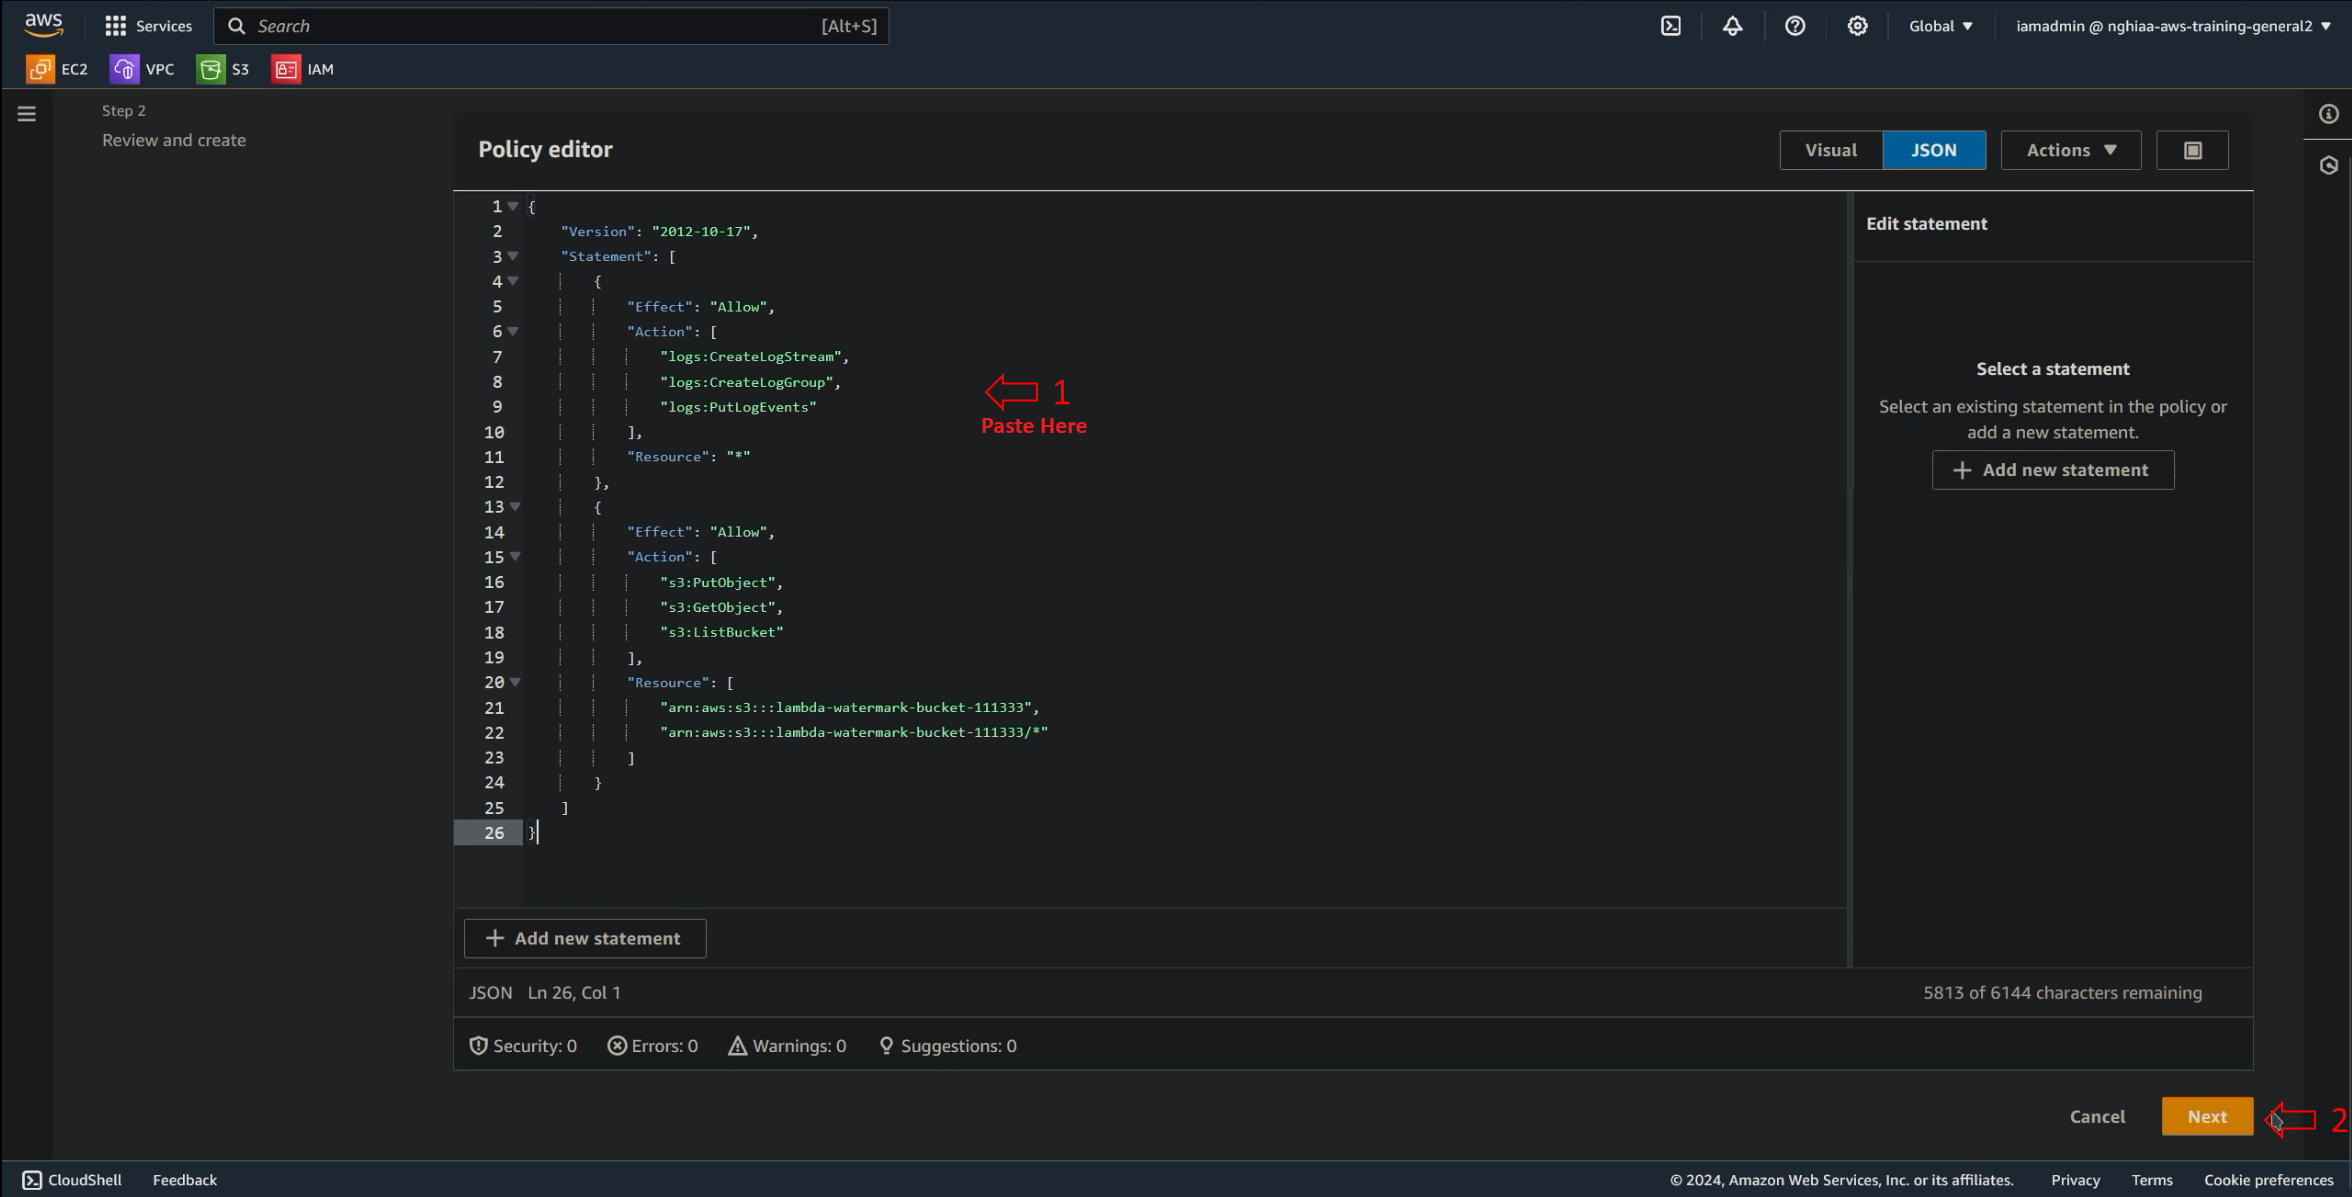 aws
Services
Search
[Alt+S]
Global
iamadmin @ nghiaa-aws-training-general2
EC2
VPC
S3
IAM
Step 2
Review and create
Policy editor
Visual
JSON
Actions
1 {
2 "Version": "2012-10-17",
3 "Statement": [
4 {
5 "Effect": "Allow",
6 "Action": [
7 "logs:CreateLogStream",
8 "logs:CreateLogGroup",
9 "logs:PutLogEvents"
10 ],
11 "Resource": "*"
12 },
13 {
14 "Effect": "Allow",
15 "Action": [
16 "s3:PutObject",
17 "s3:GetObject",
18 "s3:ListBucket"
19 ],
20 "Resource": [
21 "arn:aws:s3:::lambda-watermark-bucket-111333",
22 "arn:aws:s3:::lambda-watermark-bucket-111333/*"
23 ]
24 }
25 ]
26 }
1
Paste Here
Edit statement
Select a statement
Select an existing statement in the policy or
add a new statement.
+ Add new statement
+ Add new statement
JSON Ln 26, Col 1
5813 of 6144 characters remaining
Security: 0
Errors: 0
Warnings: 0
Suggestions: 0
Cancel
Next
2
CloudShell
Feedback
© 2024, Amazon Web Services, Inc. or its affiliates.
Privacy
Terms
Cookie preferences